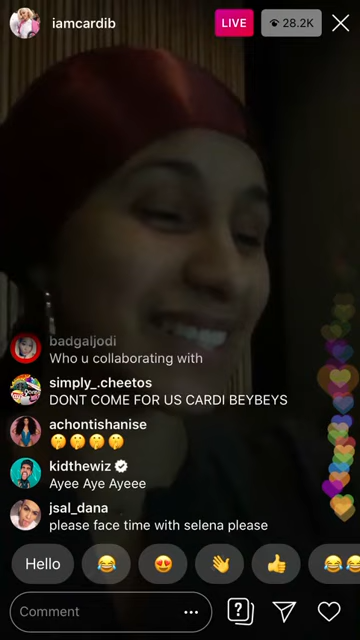 iamcardib LIVE 28.2K
badgaljodi
Who u collaborating with
simply_.cheetos
DONT COME FOR US CARDI BEYBEYS
achontishanise
🤫🤫🤫🤫
kidthewiz
Ayee Aye Ayeee
jsal_dana
please face time with selena please
Hello 😂 😍 👋 👍 😂😂
Comment ... ?